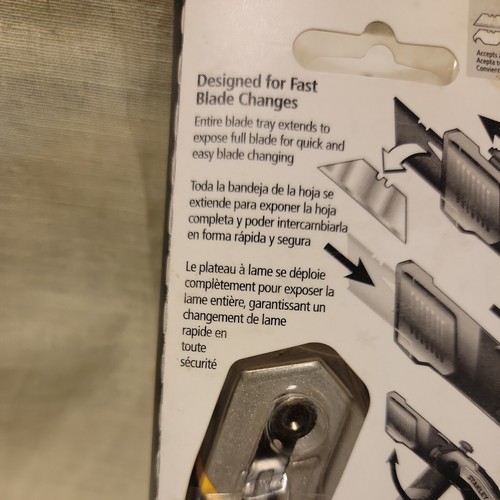 Designed for Fast
Blade Changes
Entire blade tray extends to
expose full blade for quick and
easy blade changing
Toda la bandeja de la hoja se
extiende para exponer la hoja
completa y poder intercambiarla
en forma rápida y segura
Le plateau à lame se déploie
complètement pour exposer la
lame entière, garantissant un
changement de lame
rapide en
toute
sécurité
Accepts
Acepta
Convient